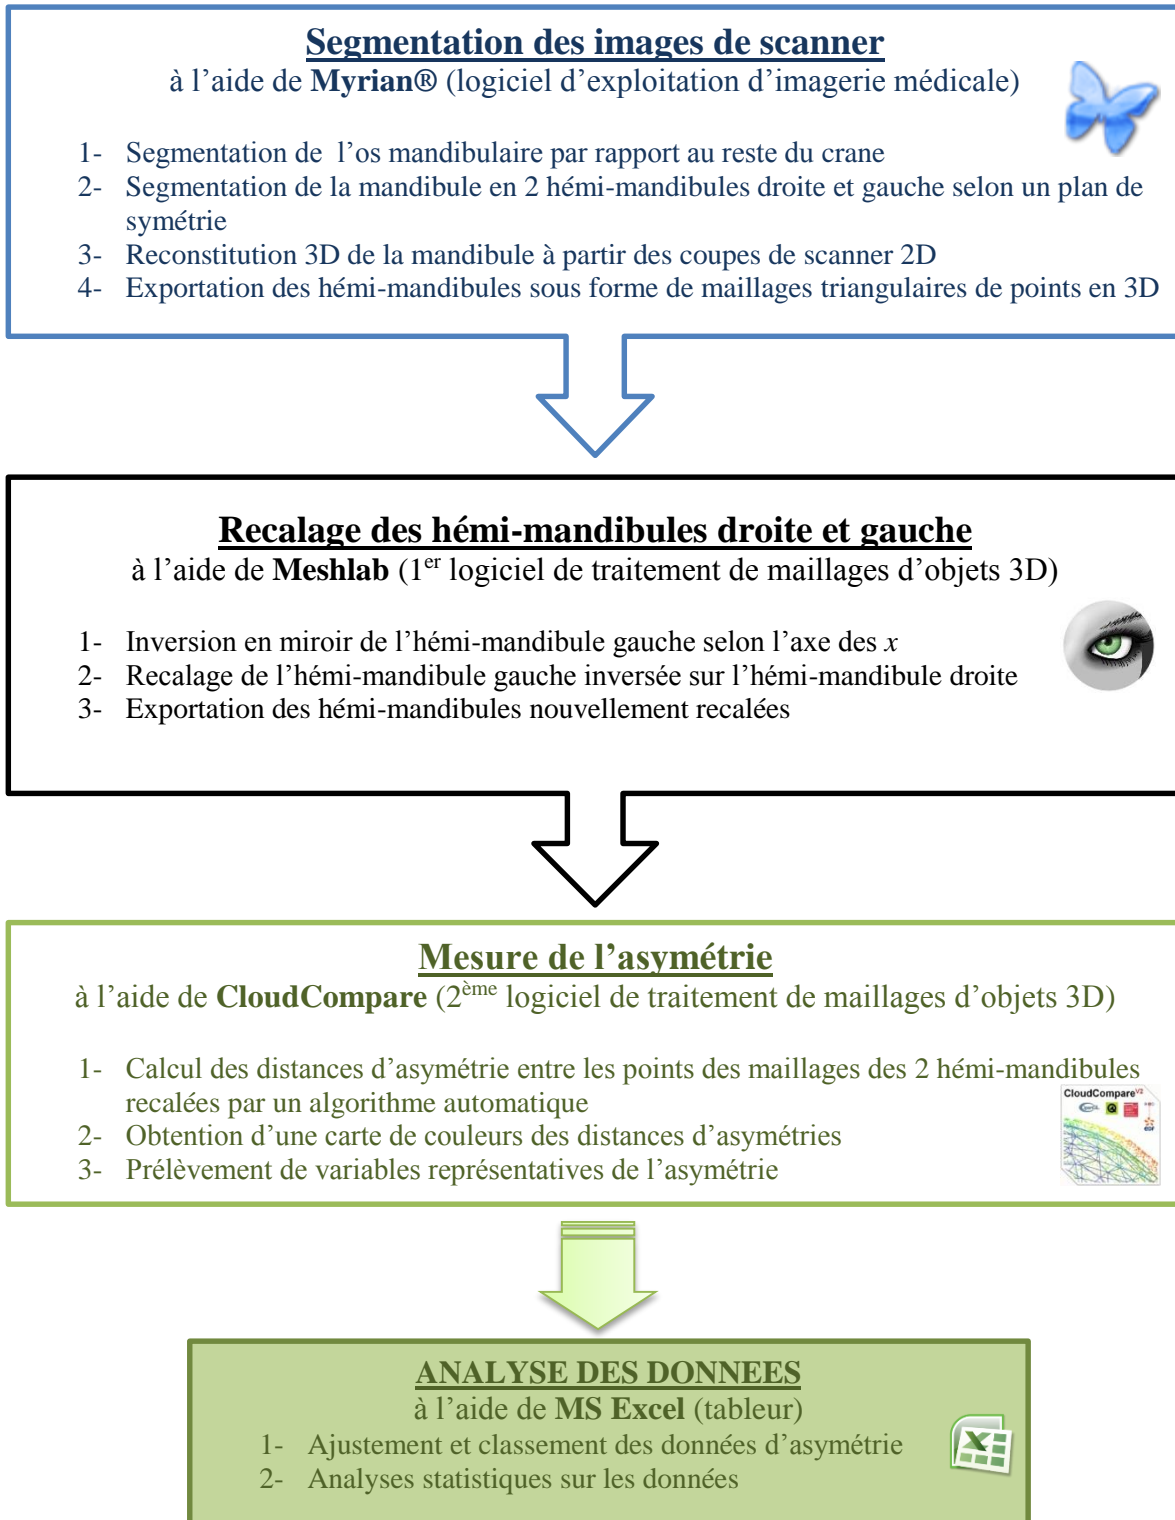 Segmentation des images de scanner
à l’aide de Myrian® (logiciel d’exploitation d’imagerie médicale)
1- Segmentation de l’os mandibulaire par rapport au reste du crane
2- Segmentation de la mandibule en 2 hémi-mandibules droite et gauche selon un plan de
symétrie
3- Reconstitution 3D de la mandibule à partir des coupes de scanner 2D
4- Exportation des hémi-mandibules sous forme de maillages triangulaires de points en 3D
Recalage des hémi-mandibules droite et gauche
à l’aide de Meshlab (1er logiciel de traitement de maillages d’objets 3D)
1- Inversion en miroir de l’hémi-mandibule gauche selon l’axe des x
2- Recalage de l’hémi-mandibule gauche inversée sur l’hémi-mandibule droite
3- Exportation des hémi-mandibules nouvellement recalées
Mesure de l’asymétrie
à l’aide de CloudCompare (2ème logiciel de traitement de maillages d’objets 3D)
1- Calcul des distances d’asymétrie entre les points des maillages des 2 hémi-mandibules
recalées par un algorithme automatique
2- Obtention d’une carte de couleurs des distances d’asymétries
3- Prélèvement de variables représentatives de l’asymétrie
CloudCompare V2
EDF
ANALYSE DES DONNEES
à l’aide de MS Excel (tableur)
1- Ajustement et classement des données d’asymétrie
2- Analyses statistiques sur les données